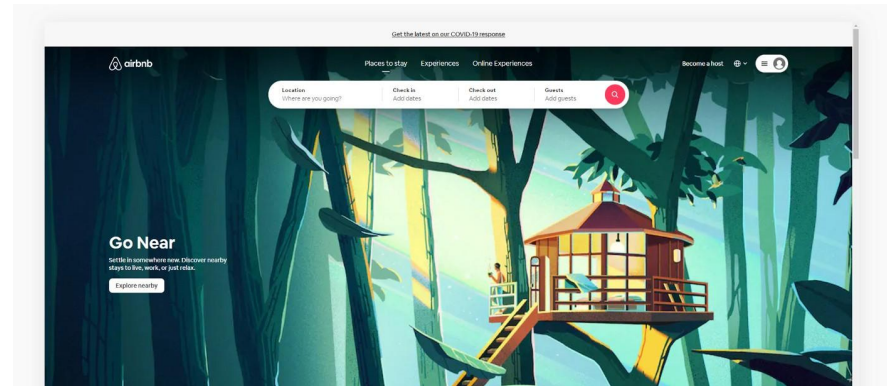 Get the latest on our COVID-19 response
airbnb
Places to stay Experiences Online Experiences
Become a host
Location Check in Check out Guests
Where are you going? Add dates Add dates Add guests
Go Near
Settle in somewhere new. Discover nearby
stays to live, work, or just relax.
Explore nearby